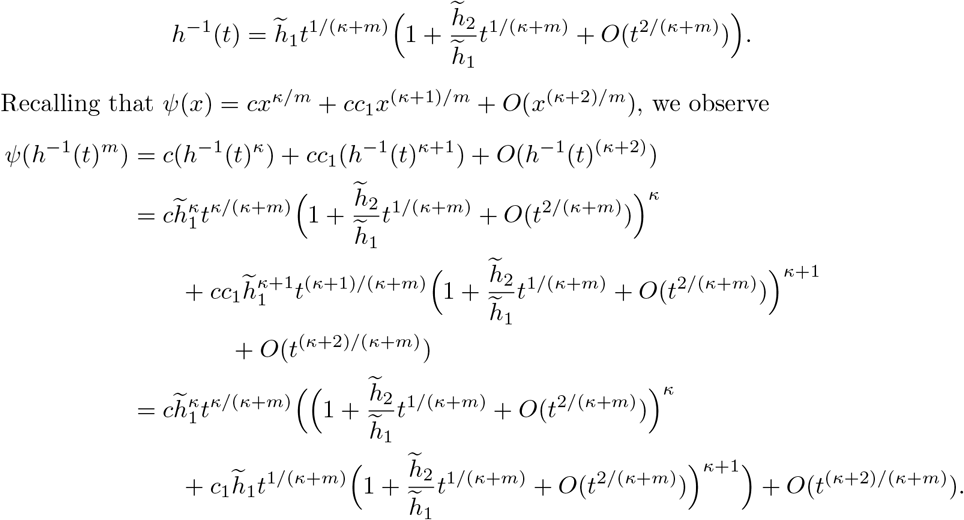 $h^{-1}(t) = \widetilde{h}_1 t^{1/(\kappa+m)} \Big( 1 + \frac{\widetilde{h}_2}{\widetilde{h}_1} t^{1/(\kappa+m)} + O(t^{2/(\kappa+m)}) \Big).$
Recalling that $\psi(x) = cx^{\kappa/m} + cc_1 x^{(\kappa+1)/m} + O(x^{(\kappa+2)/m})$, we observe
$\psi(h^{-1}(t)^m) = c(h^{-1}(t)^\kappa) + cc_1(h^{-1}(t)^{\kappa+1}) + O(h^{-1}(t)^{(\kappa+2)})$
$= c\widetilde{h}_1^\kappa t^{\kappa/(\kappa+m)} \Big( 1 + \frac{\widetilde{h}_2}{\widetilde{h}_1} t^{1/(\kappa+m)} + O(t^{2/(\kappa+m)}) \Big)^\kappa$
$+ cc_1 \widetilde{h}_1^{\kappa+1} t^{(\kappa+1)/(\kappa+m)} \Big( 1 + \frac{\widetilde{h}_2}{\widetilde{h}_1} t^{1/(\kappa+m)} + O(t^{2/(\kappa+m)}) \Big)^{\kappa+1}$
$+ O(t^{(\kappa+2)/(\kappa+m)})$
$= c\widetilde{h}_1^\kappa t^{\kappa/(\kappa+m)} \Big( \Big( 1 + \frac{\widetilde{h}_2}{\widetilde{h}_1} t^{1/(\kappa+m)} + O(t^{2/(\kappa+m)}) \Big)^\kappa$
$+ c_1 \widetilde{h}_1 t^{1/(\kappa+m)} \Big( 1 + \frac{\widetilde{h}_2}{\widetilde{h}_1} t^{1/(\kappa+m)} + O(t^{2/(\kappa+m)}) \Big)^{\kappa+1} \Big) + O(t^{(\kappa+2)/(\kappa+m)}).$